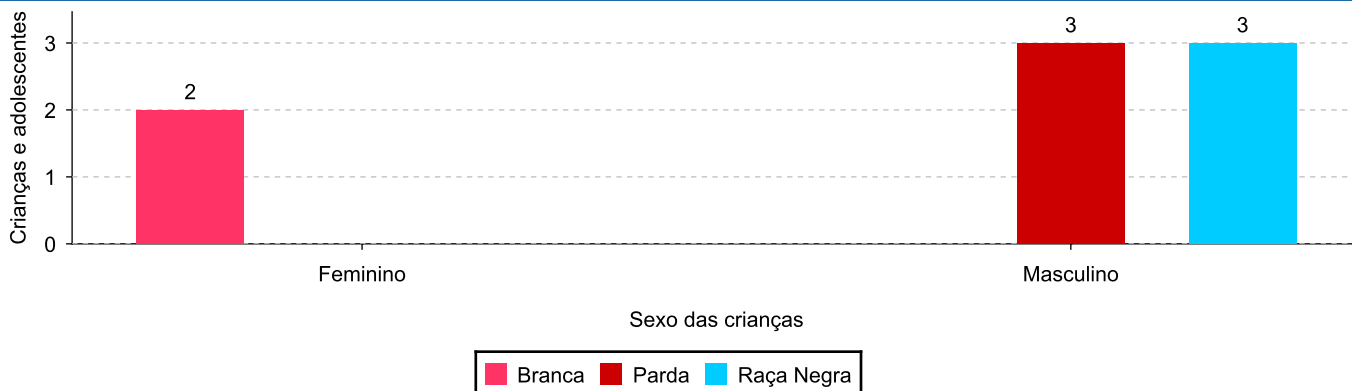 Crianças e adolescentes
3
2
1
0
2
3
3
Feminino
Masculino
Sexo das crianças
Branca Parda Raça Negra